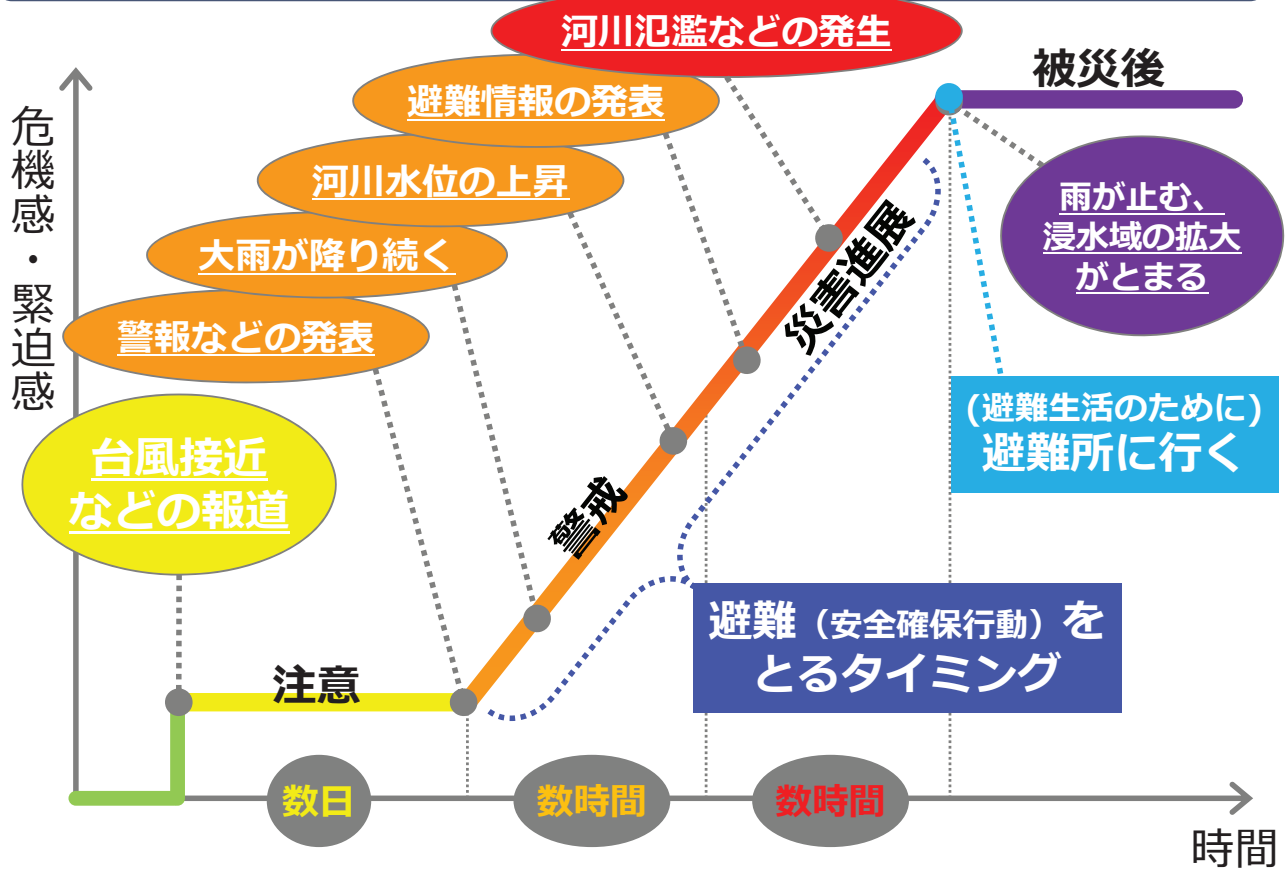 河川氾濫などの発生
被災後
避難情報の発表
危機感・緊迫感
河川水位の上昇
雨が止む、
浸水域の拡大
がとまる
大雨が降り続く
災害進展
警報などの発表
(避難生活のために)
避難所に行く
台風接近
などの報道
警戒
避難（安全確保行動）を
とるタイミング
注意
数日
数時間
数時間
時間